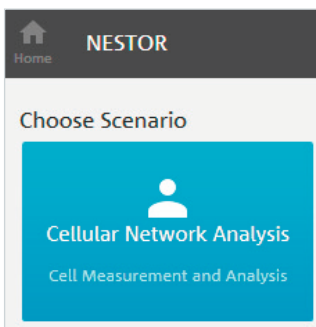 NESTOR
Home
Choose Scenario
Cellular Network Analysis
Cell Measurement and Analysis